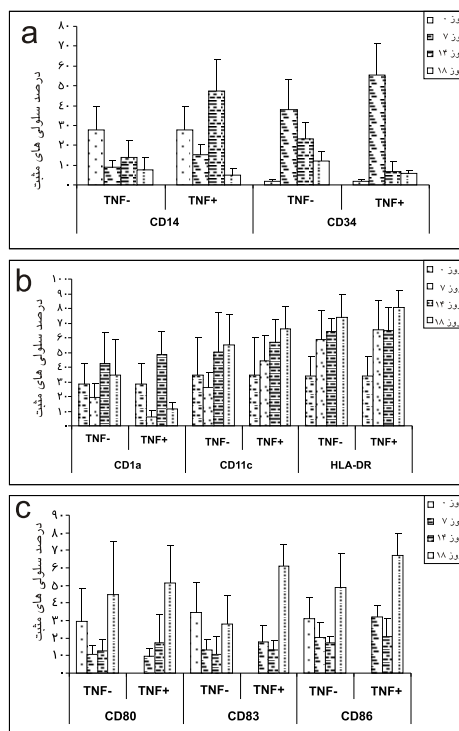 a
۸۰
۷۰
۶۰
۵۰
۴۰
۳۰
۲۰
۱۰
۰
درصد سلولی های مثبت
روز ۰
روز ۷
روز ۱۴
روز ۱۸
TNF- TNF+ TNF- TNF+
CD14 CD34
b
۱۰۰
۹۰
۸۰
۷۰
۶۰
۵۰
۴۰
۳۰
۲۰
۱۰
۰
درصد سلولی های مثبت
روز ۰
روز ۷
روز ۱۴
روز ۱۸
TNF- TNF+ TNF- TNF+ TNF- TNF+
CD1a CD11c HLA-DR
c
۹۰
۸۰
۷۰
۶۰
۵۰
۴۰
۳۰
۲۰
۱۰
۰
درصد سلولی های مثبت
روز ۰
روز ۷
روز ۱۴
روز ۱۸
TNF- TNF+ TNF- TNF+ TNF- TNF+
CD80 CD83 CD86